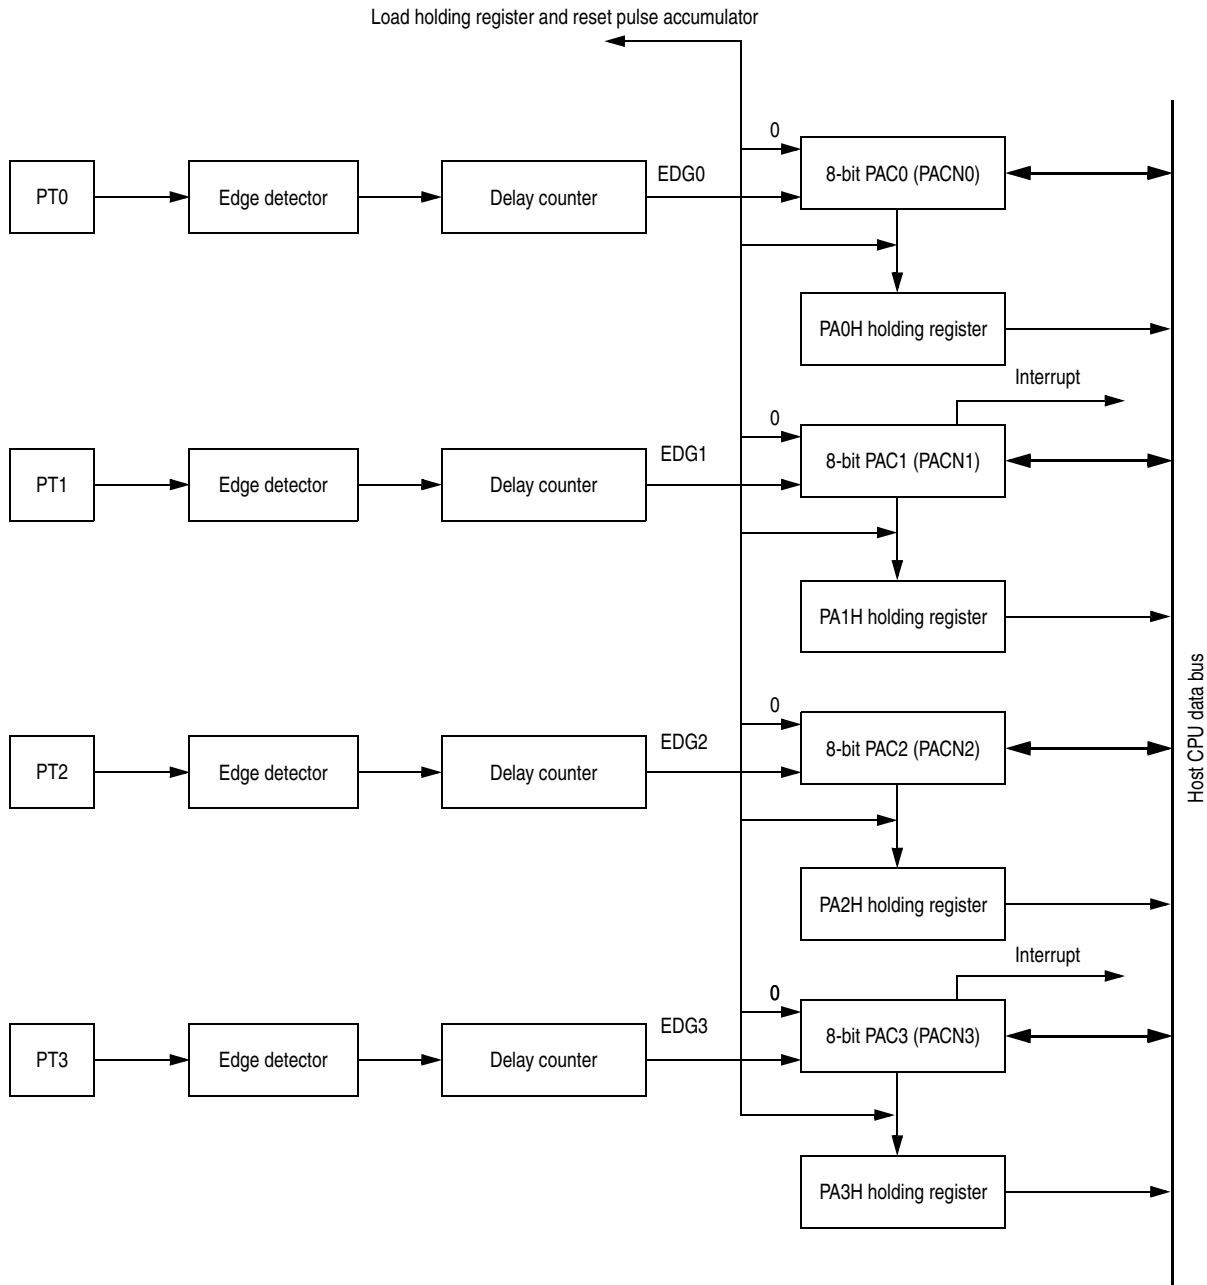 Load holding register and reset pulse accumulator
0
EDG0
PT0
Edge detector
Delay counter
8-bit PAC0 (PACN0)
PA0H holding register
Interrupt
0
EDG1
PT1
Edge detector
Delay counter
8-bit PAC1 (PACN1)
PA1H holding register
0
EDG2
PT2
Edge detector
Delay counter
8-bit PAC2 (PACN2)
PA2H holding register
Interrupt
0
EDG3
PT3
Edge detector
Delay counter
8-bit PAC3 (PACN3)
PA3H holding register
Host CPU data bus